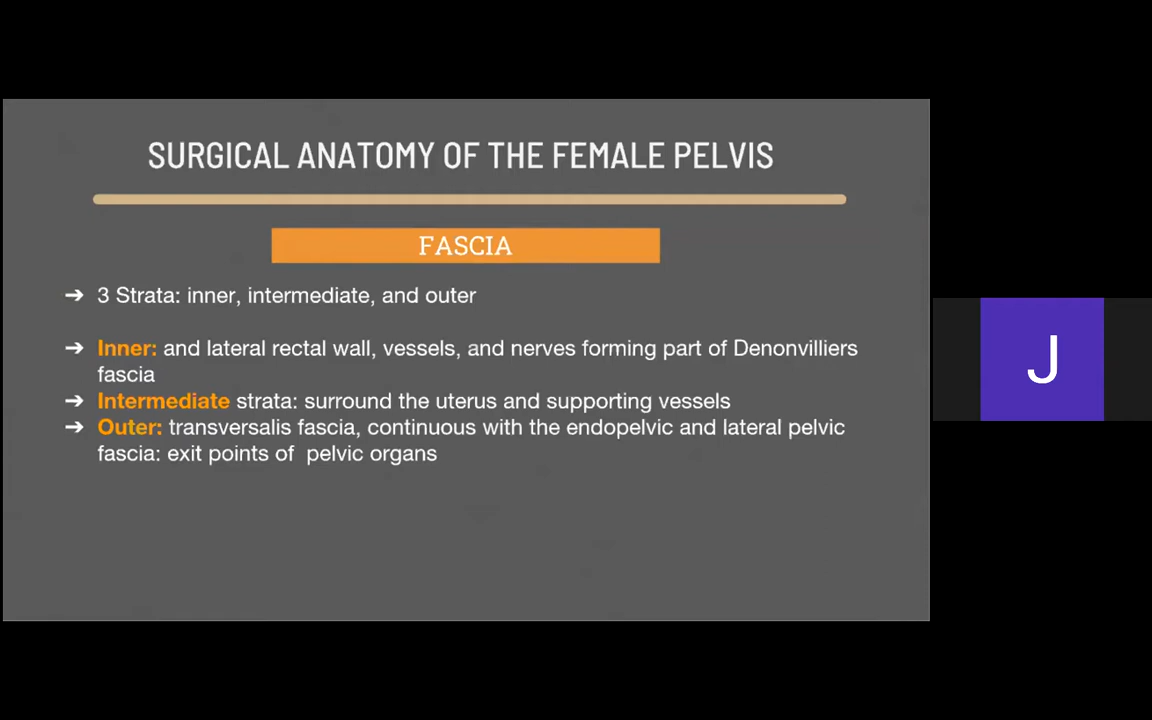 SURGICAL ANATOMY OF THE FEMALE PELVIS
FASCIA
➔ 3 Strata: inner, intermediate, and outer
➔ Inner: and lateral rectal wall, vessels, and nerves forming part of Denonvilliers
fascia
➔ Intermediate strata: surround the uterus and supporting vessels
➔ Outer: transversalis fascia, continuous with the endopelvic and lateral pelvic
fascia: exit points of  pelvic organs
J